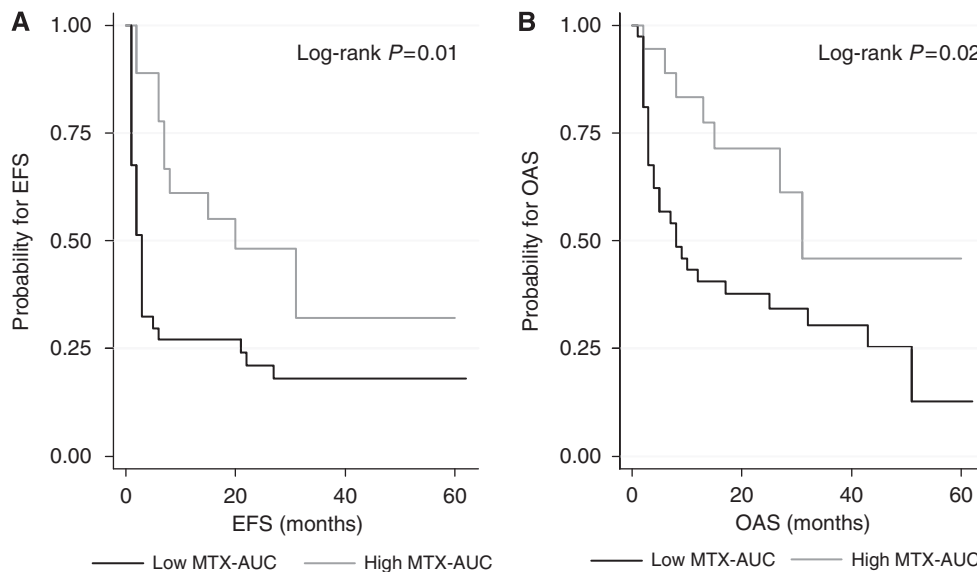 A
Log-rank P=0.01
Probability for EFS
1.00
0.75
0.50
0.25
0.00
0 20 40 60
EFS (months)
Low MTX-AUC High MTX-AUC
B
Log-rank P=0.02
Probability for OAS
1.00
0.75
0.50
0.25
0.00
0 20 40 60
OAS (months)
Low MTX-AUC High MTX-AUC